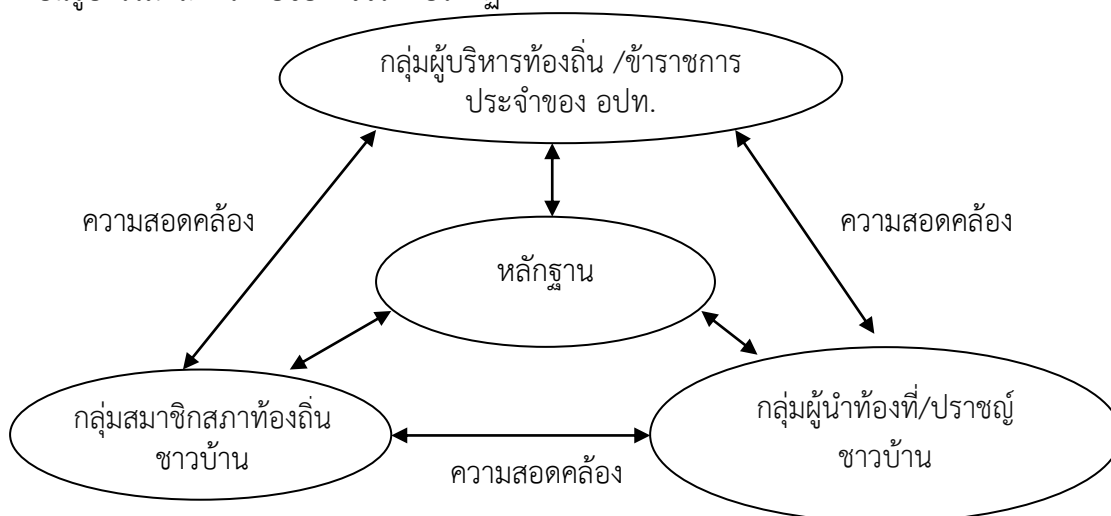 กลุ่มผู้บริหารท้องถิ่น /ข้าราชการ
ประจำของ อปท.
ความสอดคล้อง
ความสอดคล้อง
หลักฐาน
กลุ่มสมาชิกสภาท้องถิ่น
ชาวบ้าน
กลุ่มผู้นำท้องที่/ปราชญ์
ชาวบ้าน
ความสอดคล้อง